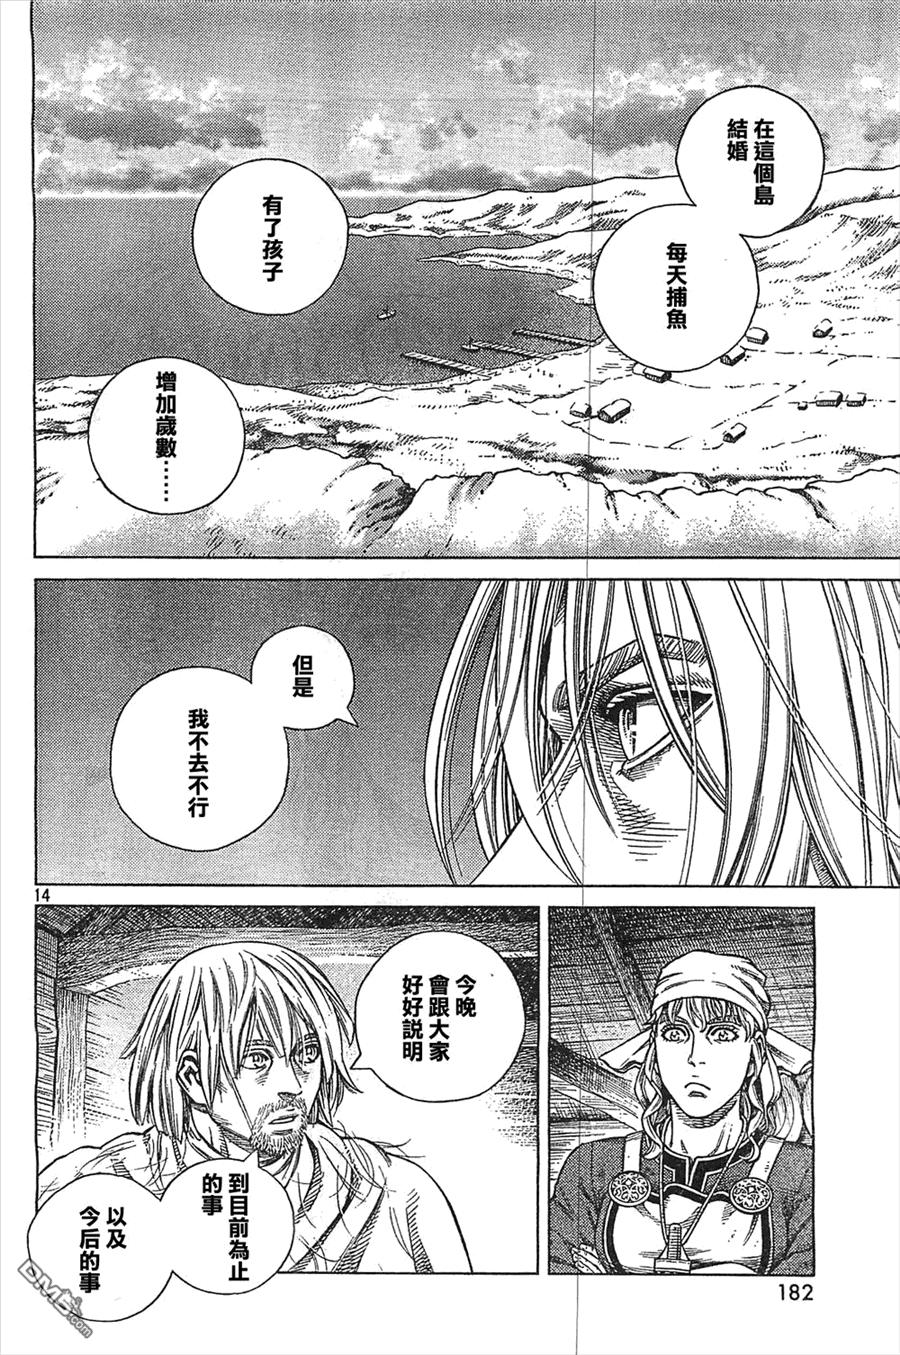 在這個島
結婚
每天捕魚
有了孩子
增加歲數……
但是
我不去不行
14
今晚
會跟大家
好好説明
到目前為止
的事
以及
今后的事
182
DM5